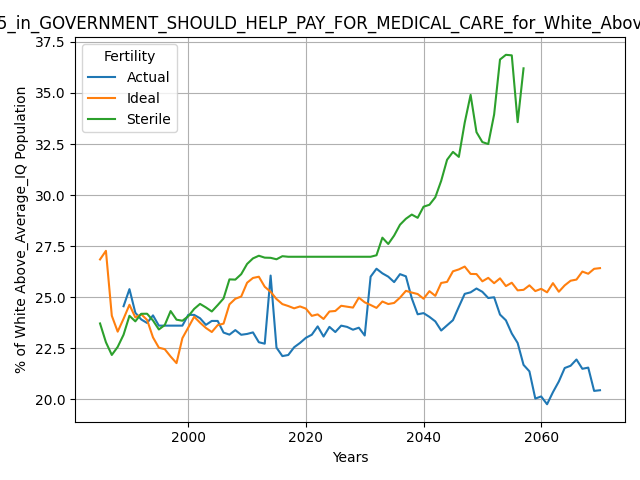 5_in_GOVERNMENT_SHOULD_HELP_PAY_FOR_MEDICAL_CARE_for_White_Abov
37.5
35.0
32.5
30.0
27.5
25.0
22.5
20.0
% of White Above_Average_IQ Population
Fertility
Actual
Ideal
Sterile
2000
2020
2040
2060
Years